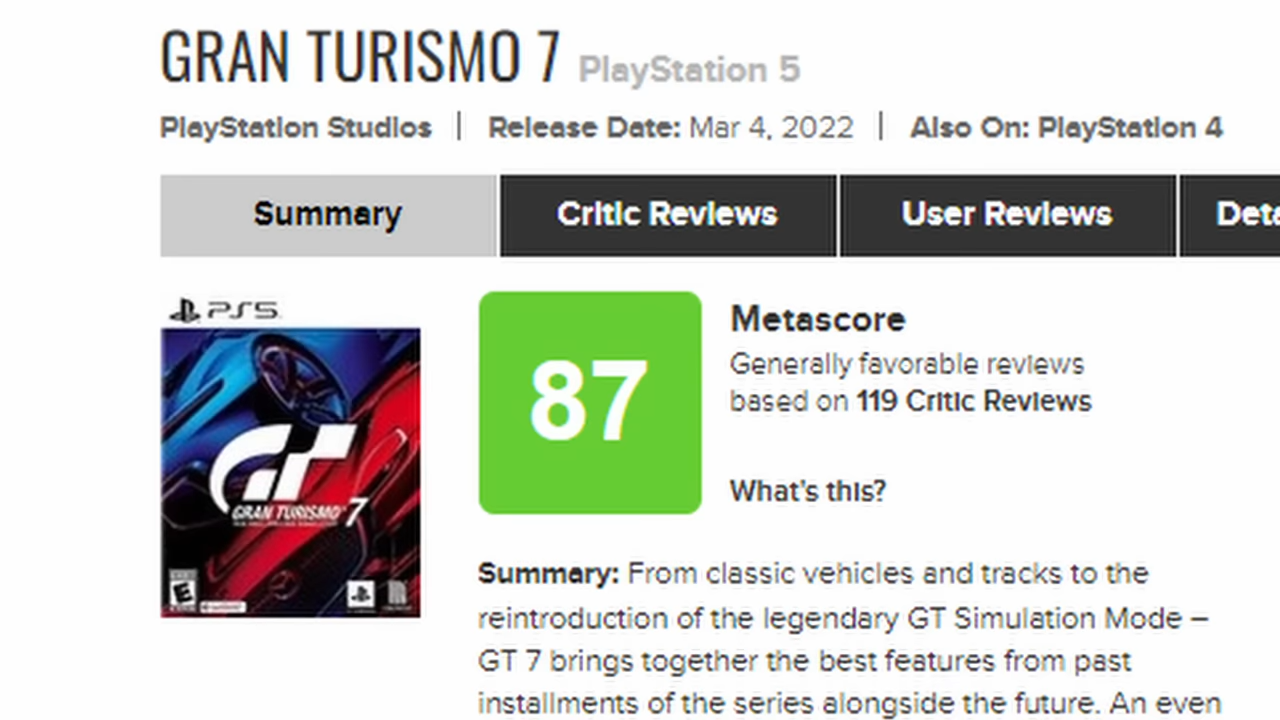 GRAN TURISMO 7 PlayStation 5
PlayStation Studios | Release Date: Mar 4, 2022 | Also On: PlayStation 4
Summary Critic Reviews User Reviews
PS5
87
Metascore
Generally favorable reviews
based on 119 Critic Reviews
GT
GRAN TURISMO 7
E
What's this?
Summary: From classic vehicles and tracks to the
reintroduction of the legendary GT Simulation Mode –
GT 7 brings together the best features from past
installments of the series alongside the future. An even